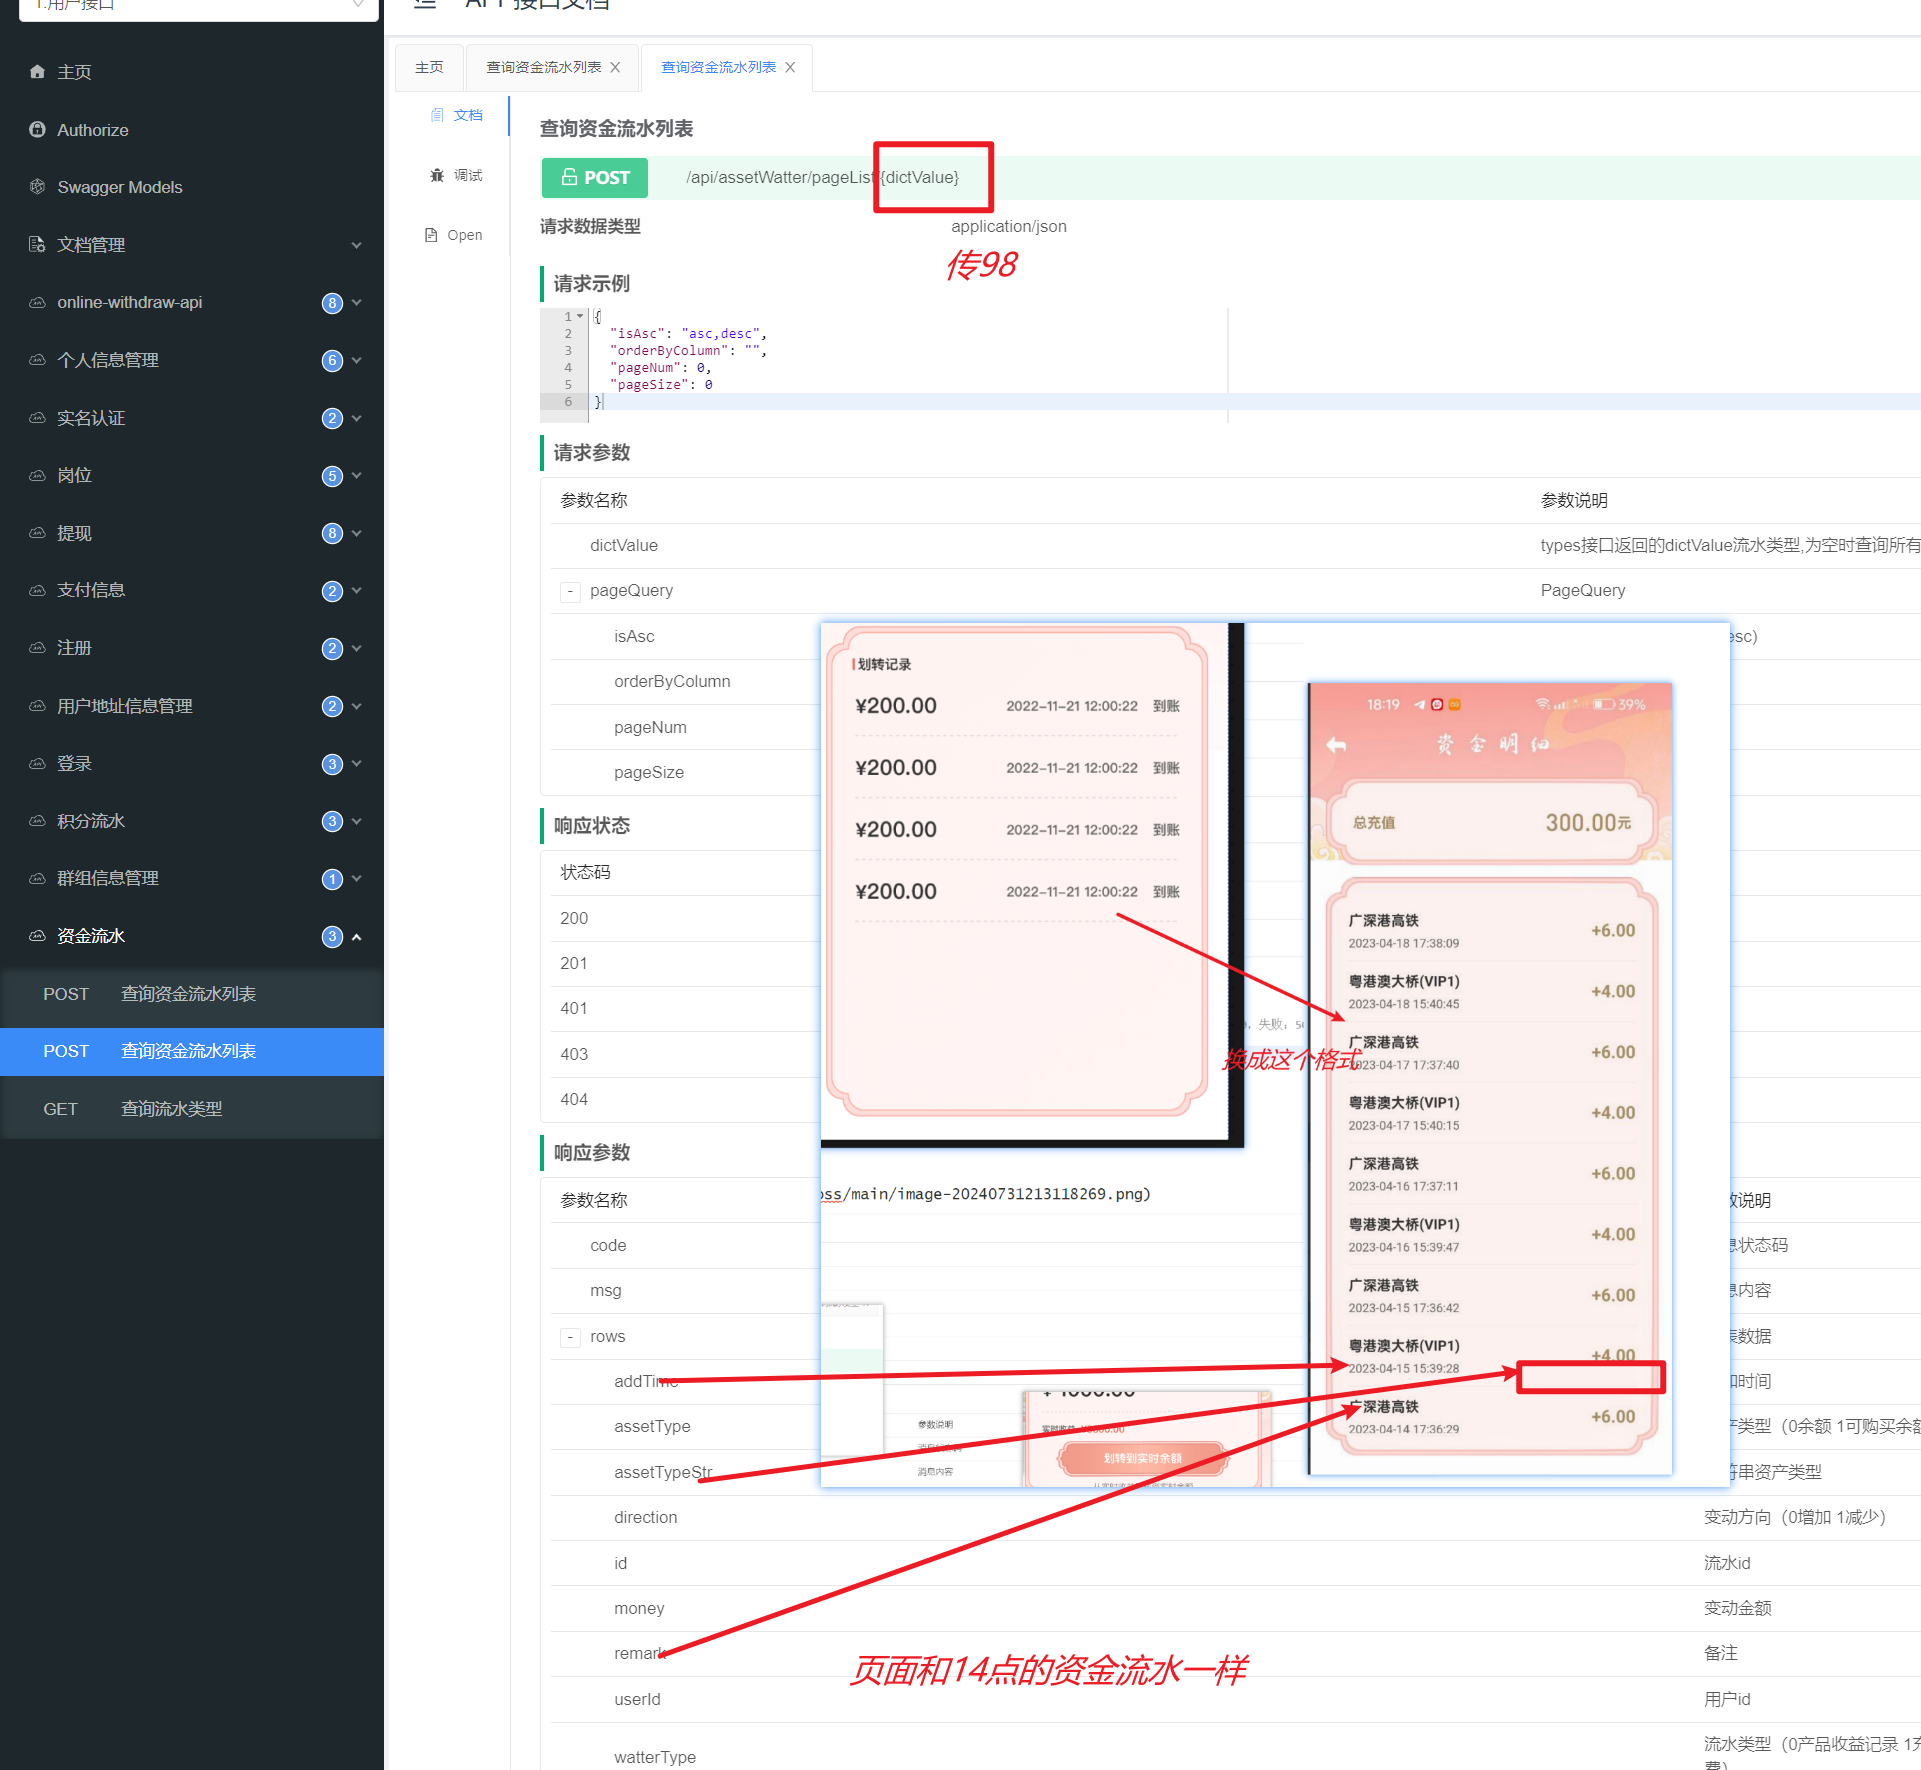 1.用户接口
API 接口文档
主页
Authorize
Swagger Models
文档管理
online-withdraw-api 8
个人信息管理 6
实名认证 2
岗位 5
提现 8
支付信息 2
注册 2
用户地址信息管理 2
登录 3
积分流水 3
群组信息管理 1
资金流水 3
POST 查询资金流水列表
POST 查询资金流水列表
GET 查询流水类型
主页 查询资金流水列表 查询资金流水列表
文档
调试
Open
查询资金流水列表
POST /api/assetWatter/pageList/{dictValue}
请求数据类型 application/json
传98
请求示例
1 {
2 "isAsc": "asc,desc",
3 "orderByColumn": "",
4 "pageNum": 0,
5 "pageSize": 0
6 }
请求参数
参数名称 参数说明
dictValue types接口返回的dictValue流水类型,为空时查询所有
- pageQuery PageQuery
isAsc esc)
orderByColumn
pageNum
pageSize
响应状态
状态码
200
201
401
403
404
响应参数
参数名称 数说明
code 息状态码
msg 息内容
- rows 表数据
addTime 加时间
assetType 产类型（0余额 1可购买余额
assetTypeStr 符串资产类型
direction 变动方向（0增加 1减少）
id 流水id
money 变动金额
remark 备注
userId 用户id
watterType 流水类型（0产品收益记录 1充
费）
划转记录
¥200.00 2022-11-21 12:00:22 到账
¥200.00 2022-11-21 12:00:22 到账
¥200.00 2022-11-21 12:00:22 到账
¥200.00 2022-11-21 12:00:22 到账
换成这个格式
oss/main/image-20240731213118269.png)
参数说明
消息内容
划转到实时余额
18:19 39%
资金明细
总充值 300.00元
广深港高铁 +6.00
2023-04-18 17:38:09
粤港澳大桥(VIP1) +4.00
2023-04-18 15:40:45
广深港高铁 +6.00
2023-04-17 17:37:40
粤港澳大桥(VIP1) +4.00
2023-04-17 15:40:15
广深港高铁 +6.00
2023-04-16 17:37:11
粤港澳大桥(VIP1) +4.00
2023-04-16 15:39:47
广深港高铁 +6.00
2023-04-15 17:36:42
粤港澳大桥(VIP1) +4.00
2023-04-15 15:39:28
广深港高铁 +6.00
2023-04-14 17:36:29
页面和14点的资金流水一样